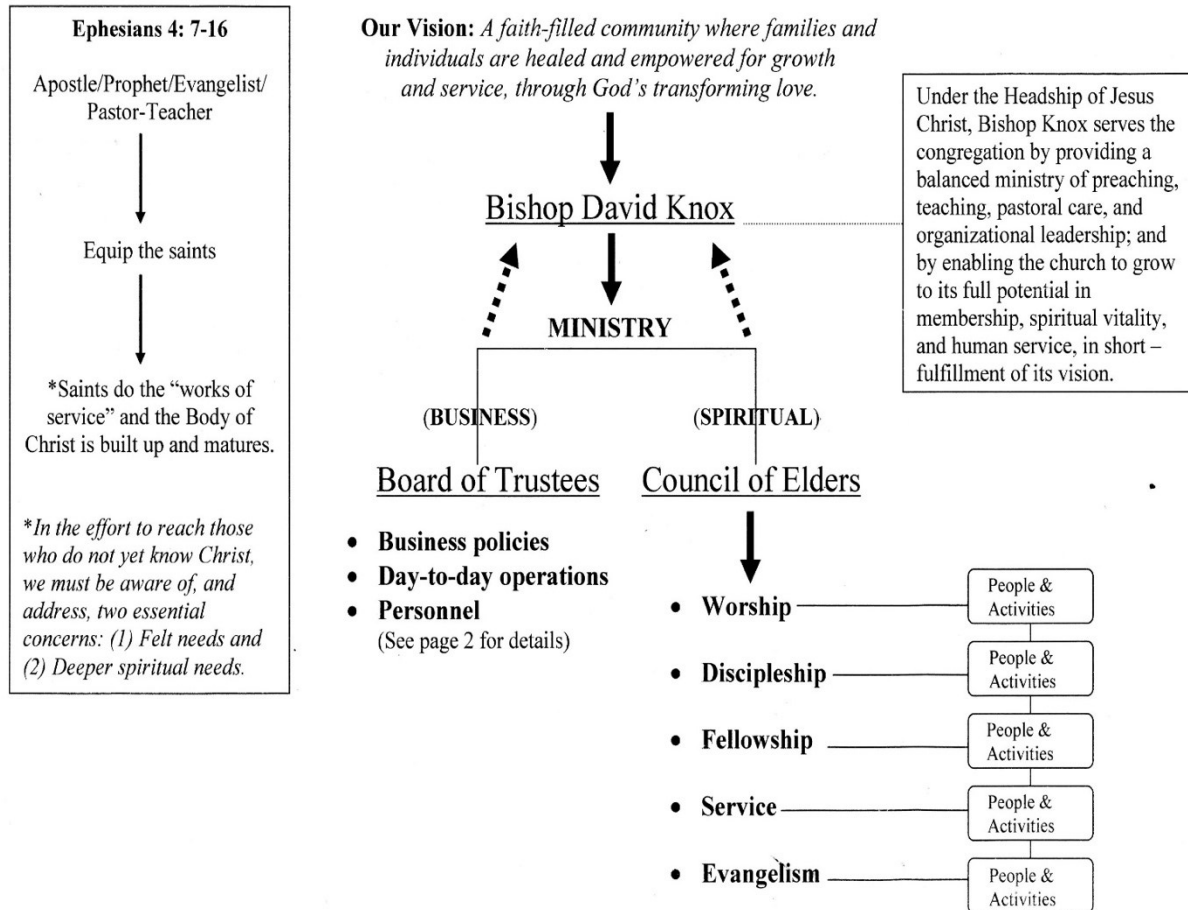 Ephesians 4: 7-16
Apostle/Prophet/Evangelist/
Pastor-Teacher
Equip the saints
*Saints do the “works of
service” and the Body of
Christ is built up and matures.
*In the effort to reach those
who do not yet know Christ,
we must be aware of, and
address, two essential
concerns: (1) Felt needs and
(2) Deeper spiritual needs.
Our Vision: A faith-filled community where families and
individuals are healed and empowered for growth
and service, through God’s transforming love.
Bishop David Knox
Under the Headship of Jesus
Christ, Bishop Knox serves the
congregation by providing a
balanced ministry of preaching,
teaching, pastoral care, and
organizational leadership; and
by enabling the church to grow
to its full potential in
membership, spiritual vitality,
and human service, in short –
fulfillment of its vision.
MINISTRY
(BUSINESS)
(SPIRITUAL)
Board of Trustees
• Business policies
• Day-to-day operations
• Personnel
(See page 2 for details)
Council of Elders
• Worship
People &
Activities
• Discipleship
People &
Activities
• Fellowship
People &
Activities
• Service
People &
Activities
• Evangelism
People &
Activities